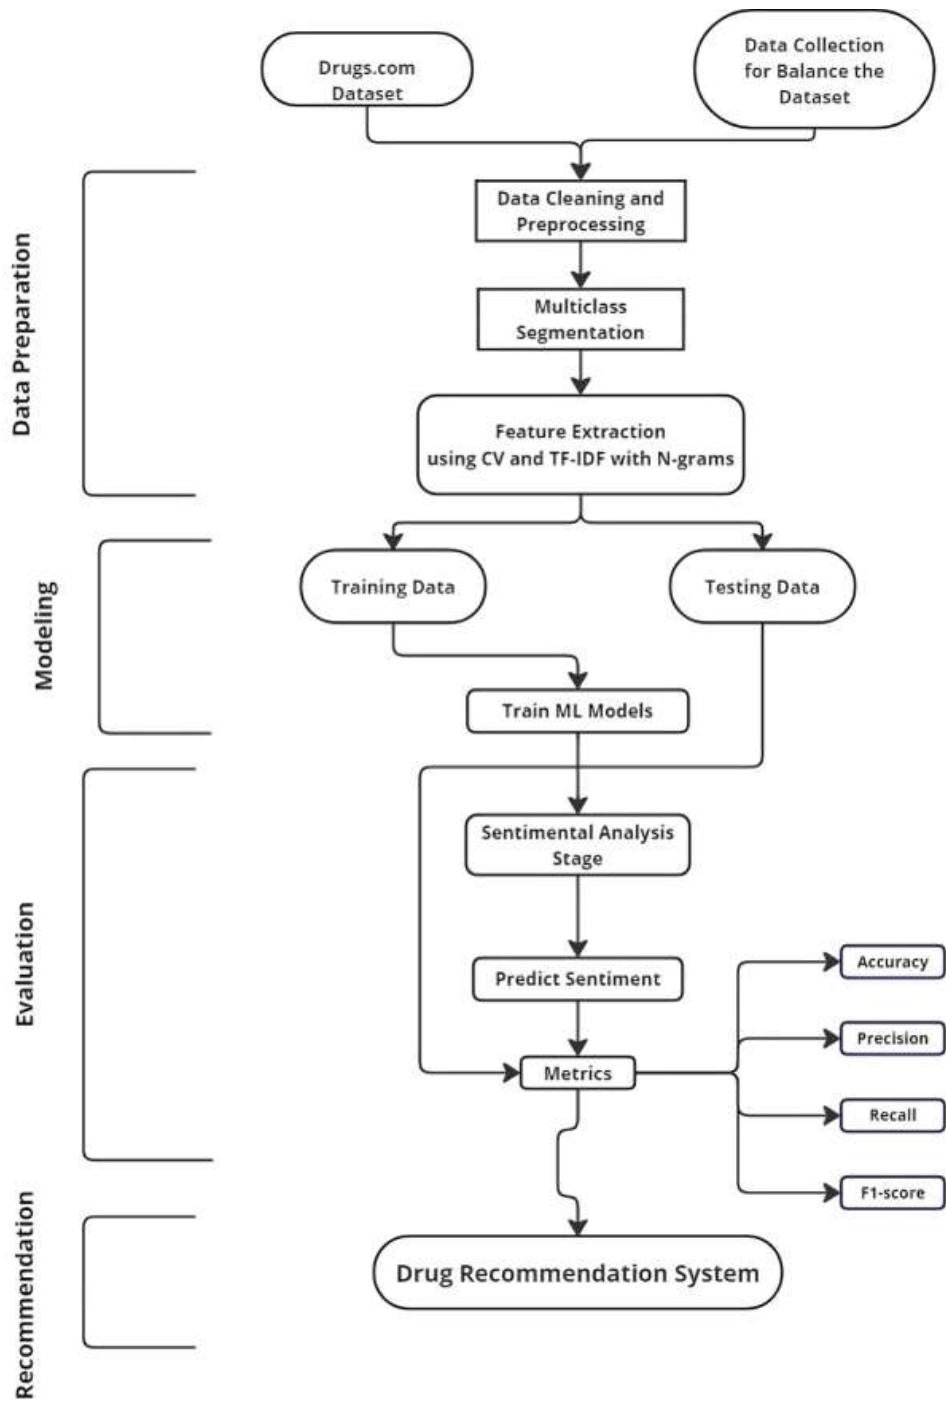 Drugs.com
Dataset
Data Collection
for Balance the
Dataset
Data Preparation
Data Cleaning and
Preprocessing
Multiclass
Segmentation
Feature Extraction
using CV and TF-IDF with N-grams
Modeling
Training Data
Testing Data
Train ML Models
Evaluation
Sentimental Analysis
Stage
Predict Sentiment
Metrics
Accuracy
Precision
Recall
F1-score
Recommendation
Drug Recommendation System